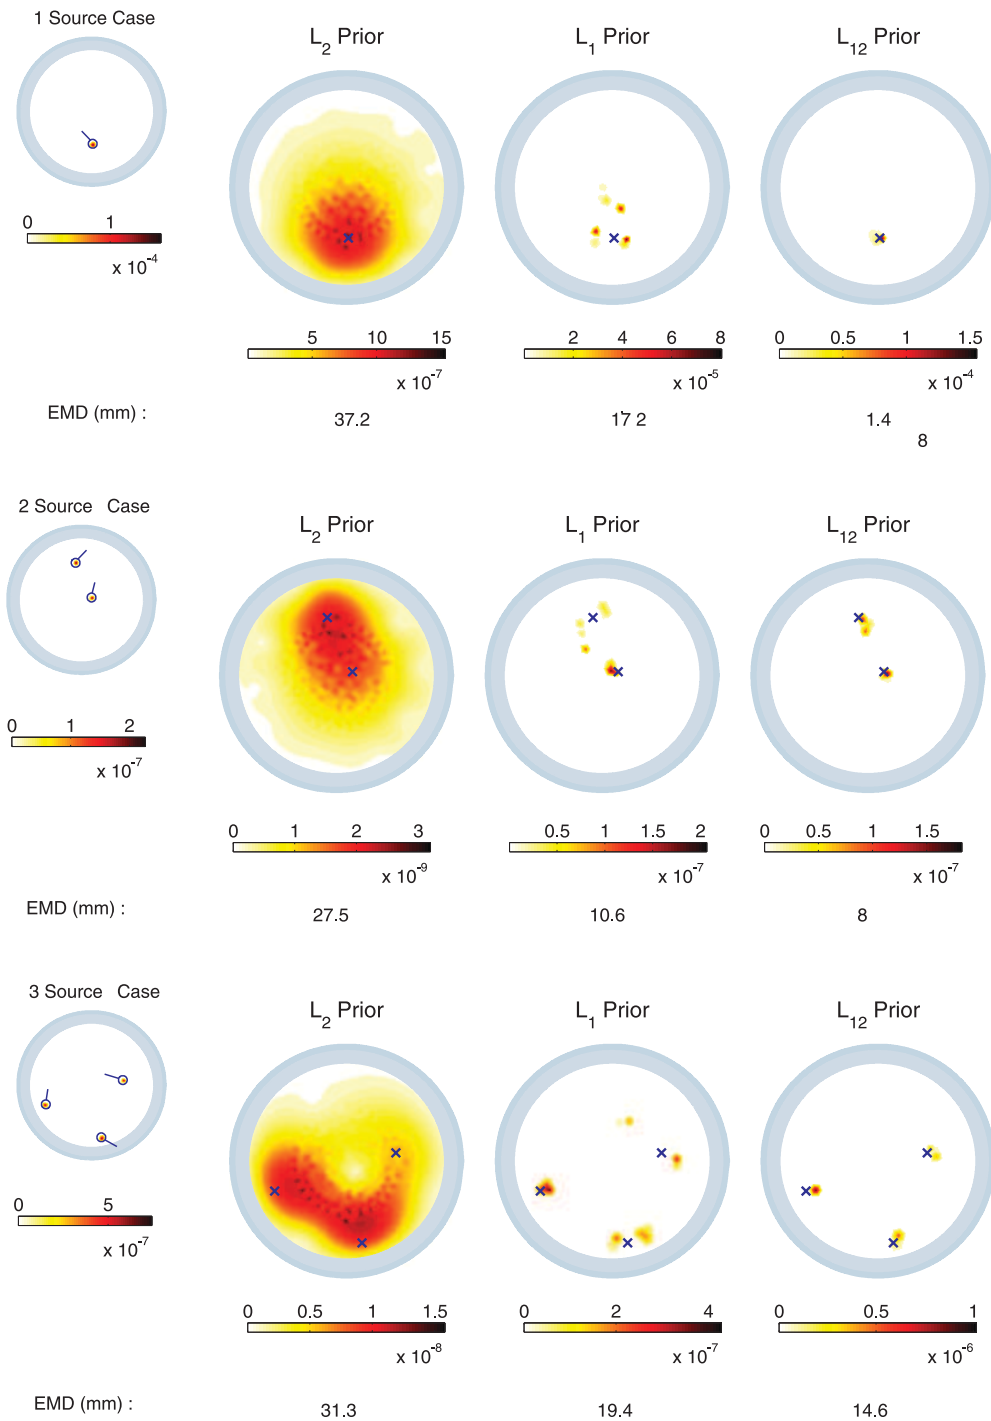 1 Source Case
L2 Prior
L1 Prior
L12 Prior
0 1
x 10-4
5 10 15
x 10-7
2 4 6 8
x 10-5
0 0.5 1 1.5
x 10-4
EMD (mm) :
37.2
17 2
1.4
8
2 Source Case
L2 Prior
L1 Prior
L12 Prior
0 1 2
x 10-7
0 1 2 3
x 10-9
0.5 1 1.5 2
x 10-7
0 0.5 1 1.5
x 10-7
EMD (mm) :
27.5
10.6
8
3 Source Case
L2 Prior
L1 Prior
L12 Prior
0 5
x 10-7
0 0.5 1 1.5
x 10-8
0 2 4
x 10-7
0 0.5 1
x 10-6
EMD (mm) :
31.3
19.4
14.6